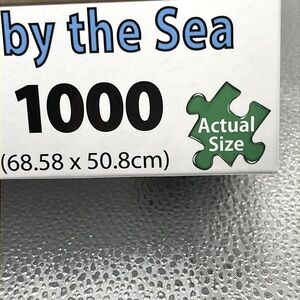 by the Sea
1000
Actual
Size
(68.58 x 50.8cm)